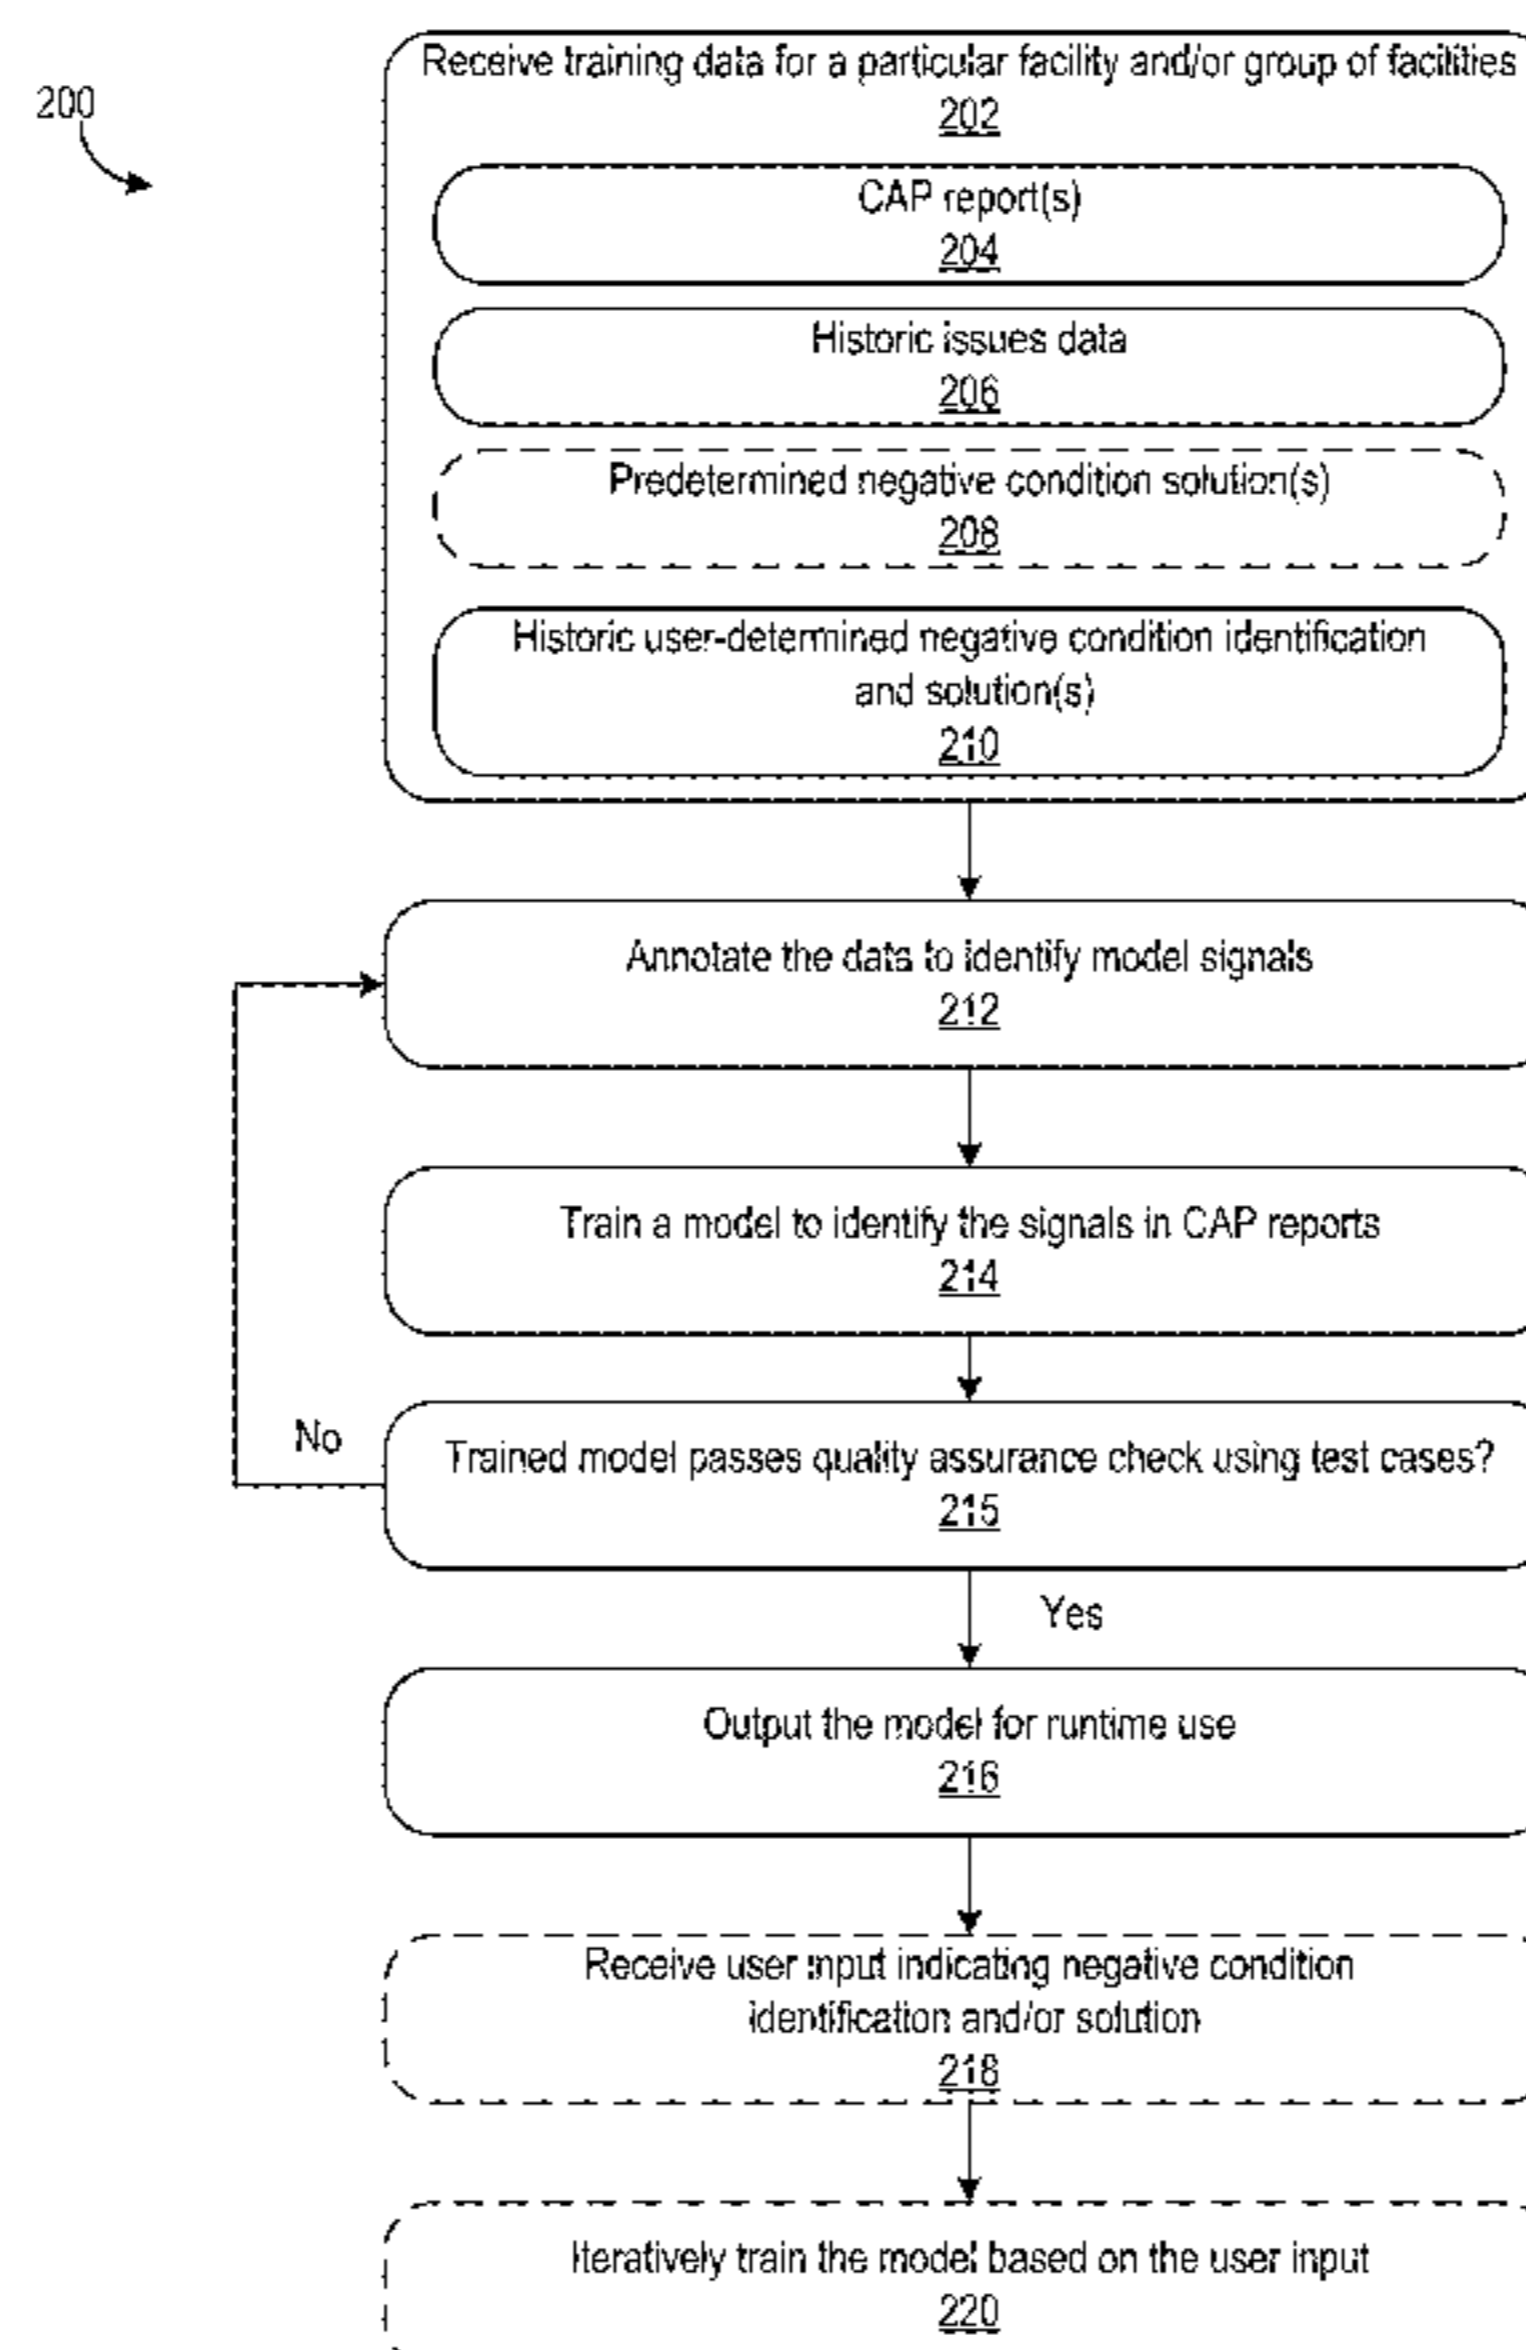 200
Receive training data for a particular facility and/or group of facilities
202
CAP report(s)
204
Historic issues data
206
Predetermined negative condition solution(s)
208
Historic user-determined negative condition identification
and solution(s)
210
Annotate the data to identify model signals
212
Train a model to identify the signals in CAP reports
214
No
Trained model passes quality assurance check using test cases?
215
Yes
Output the model for runtime use
216
Receive user input indicating negative condition
identification and/or solution
218
Iteratively train the model based on the user input
220